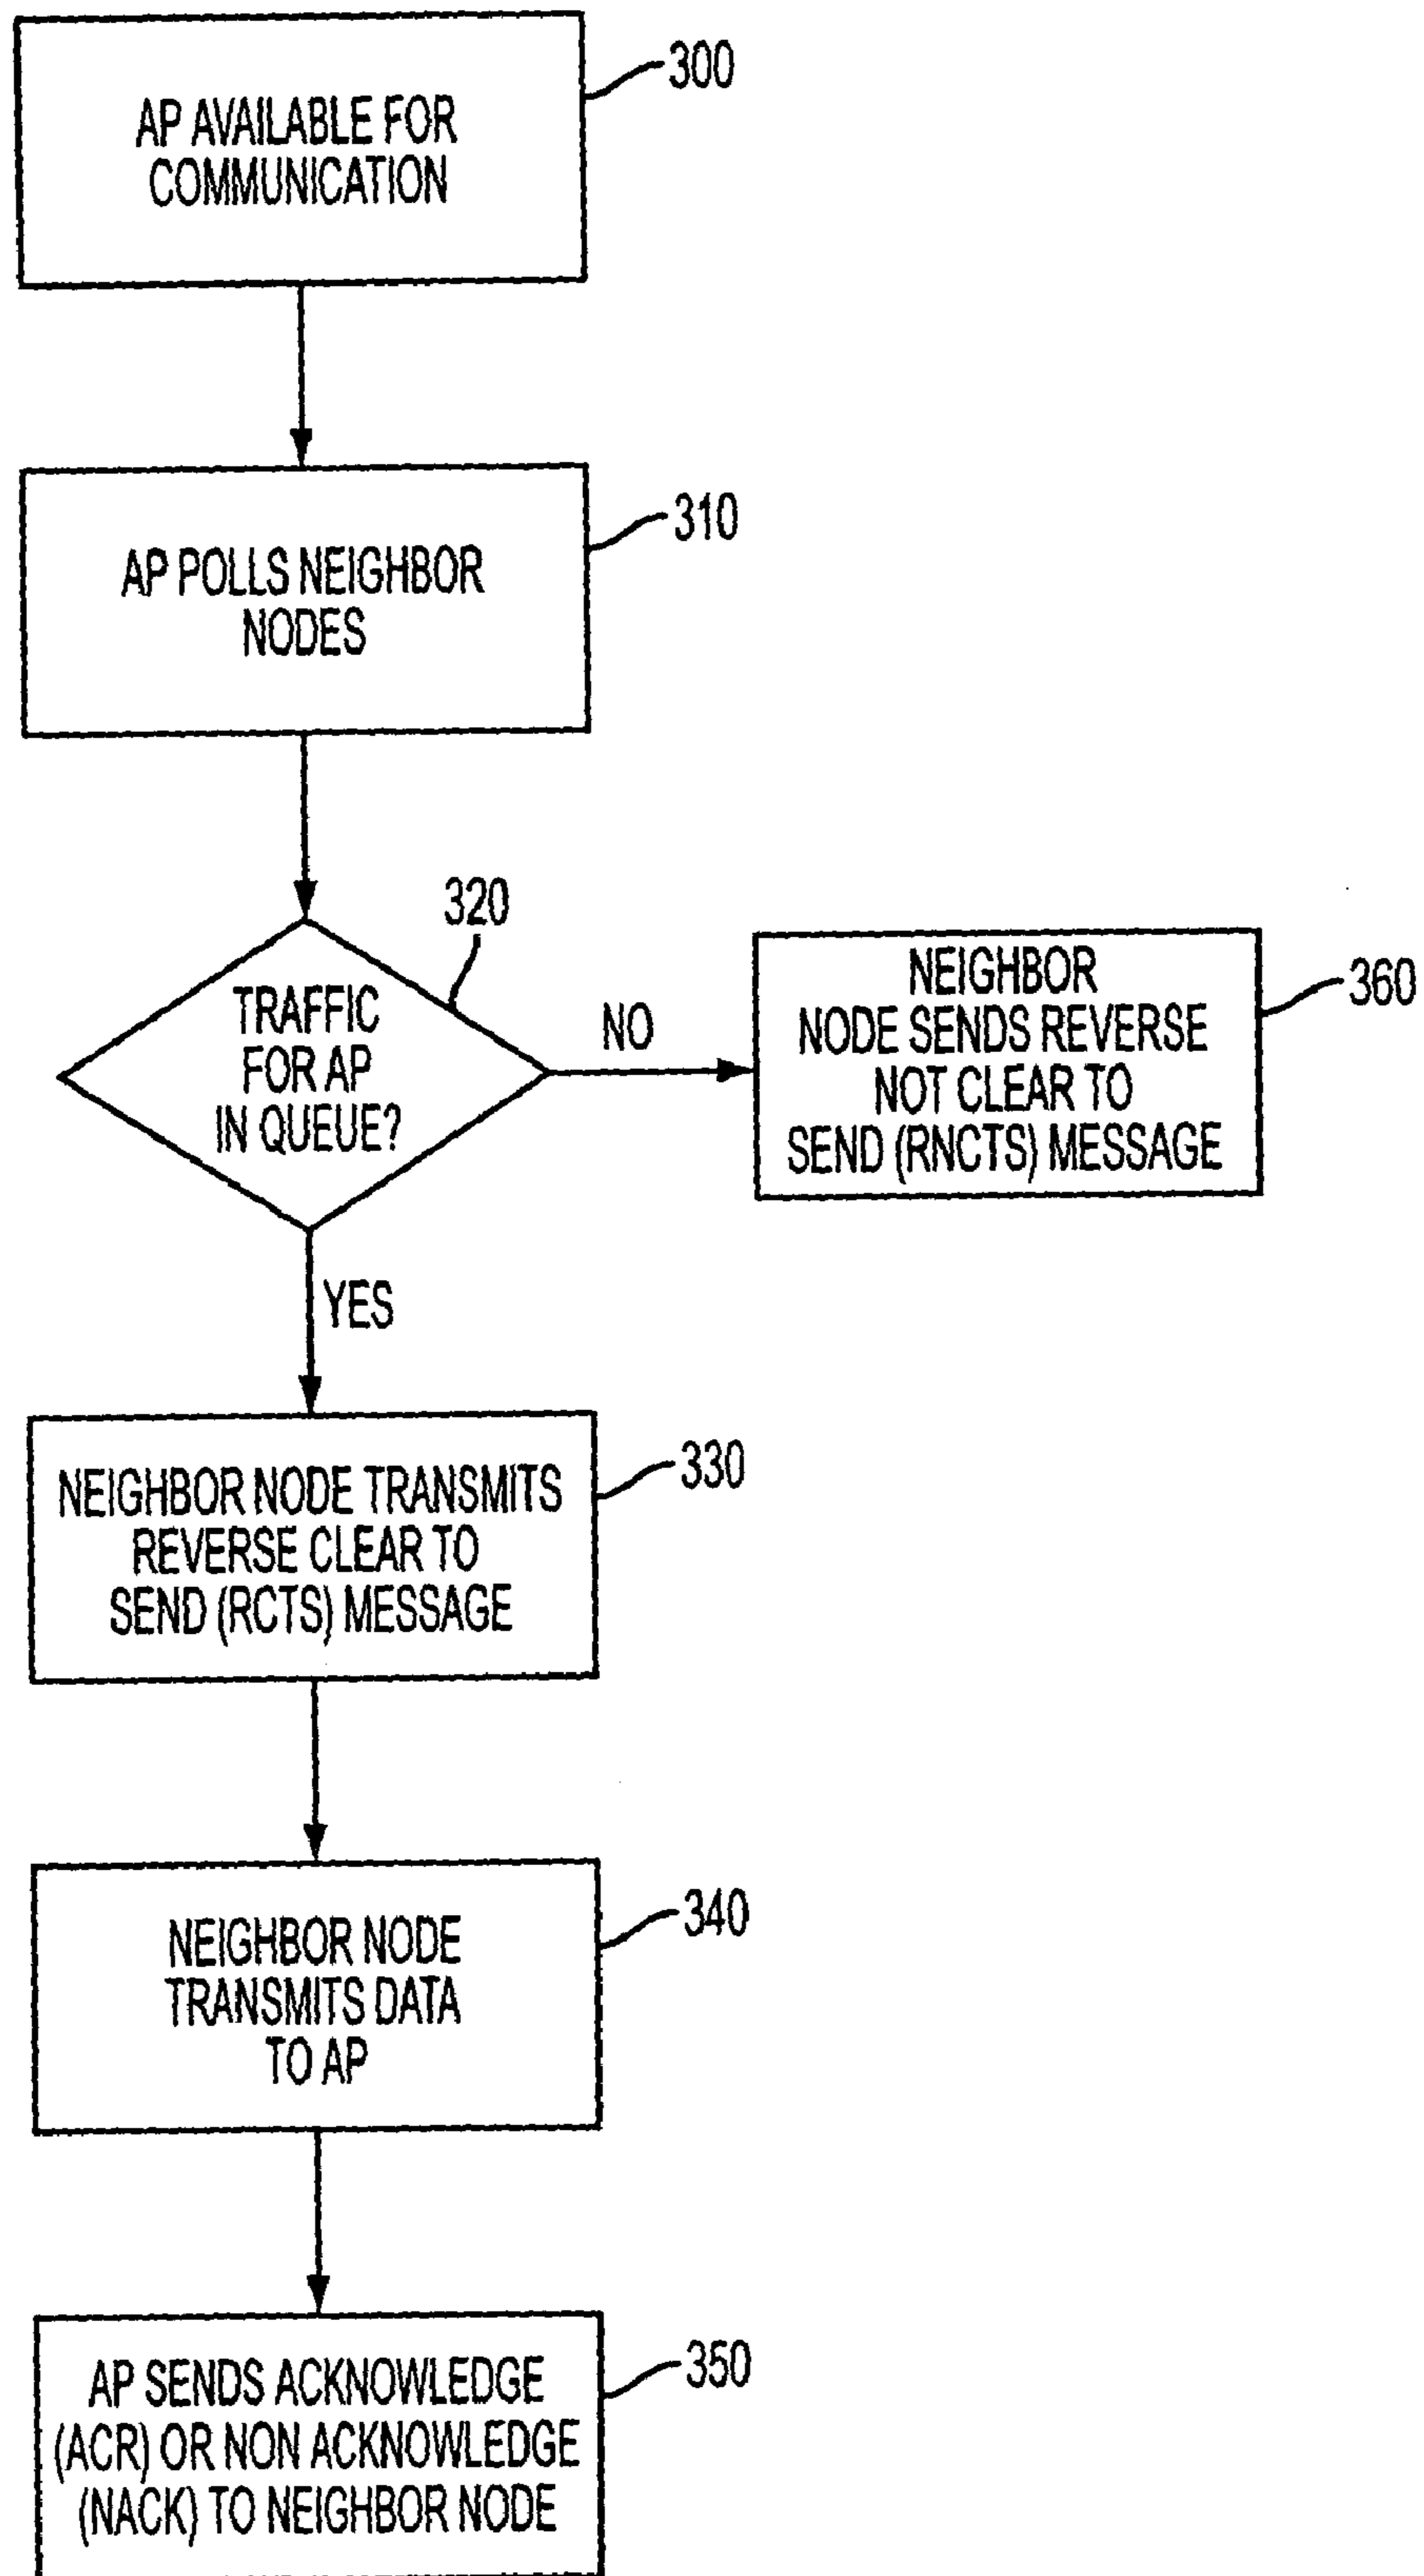 AP AVAILABLE FOR
COMMUNICATION
300
AP POLLS NEIGHBOR
NODES
310
320
TRAFFIC
FOR AP
IN QUEUE?
NO
NEIGHBOR
NODE SENDS REVERSE
NOT CLEAR TO
SEND (RNCTS) MESSAGE
360
YES
NEIGHBOR NODE TRANSMITS
REVERSE CLEAR TO
SEND (RCTS) MESSAGE
330
NEIGHBOR NODE
TRANSMITS DATA
TO AP
340
AP SENDS ACKNOWLEDGE
(ACR) OR NON ACKNOWLEDGE
(NACK) TO NEIGHBOR NODE
350